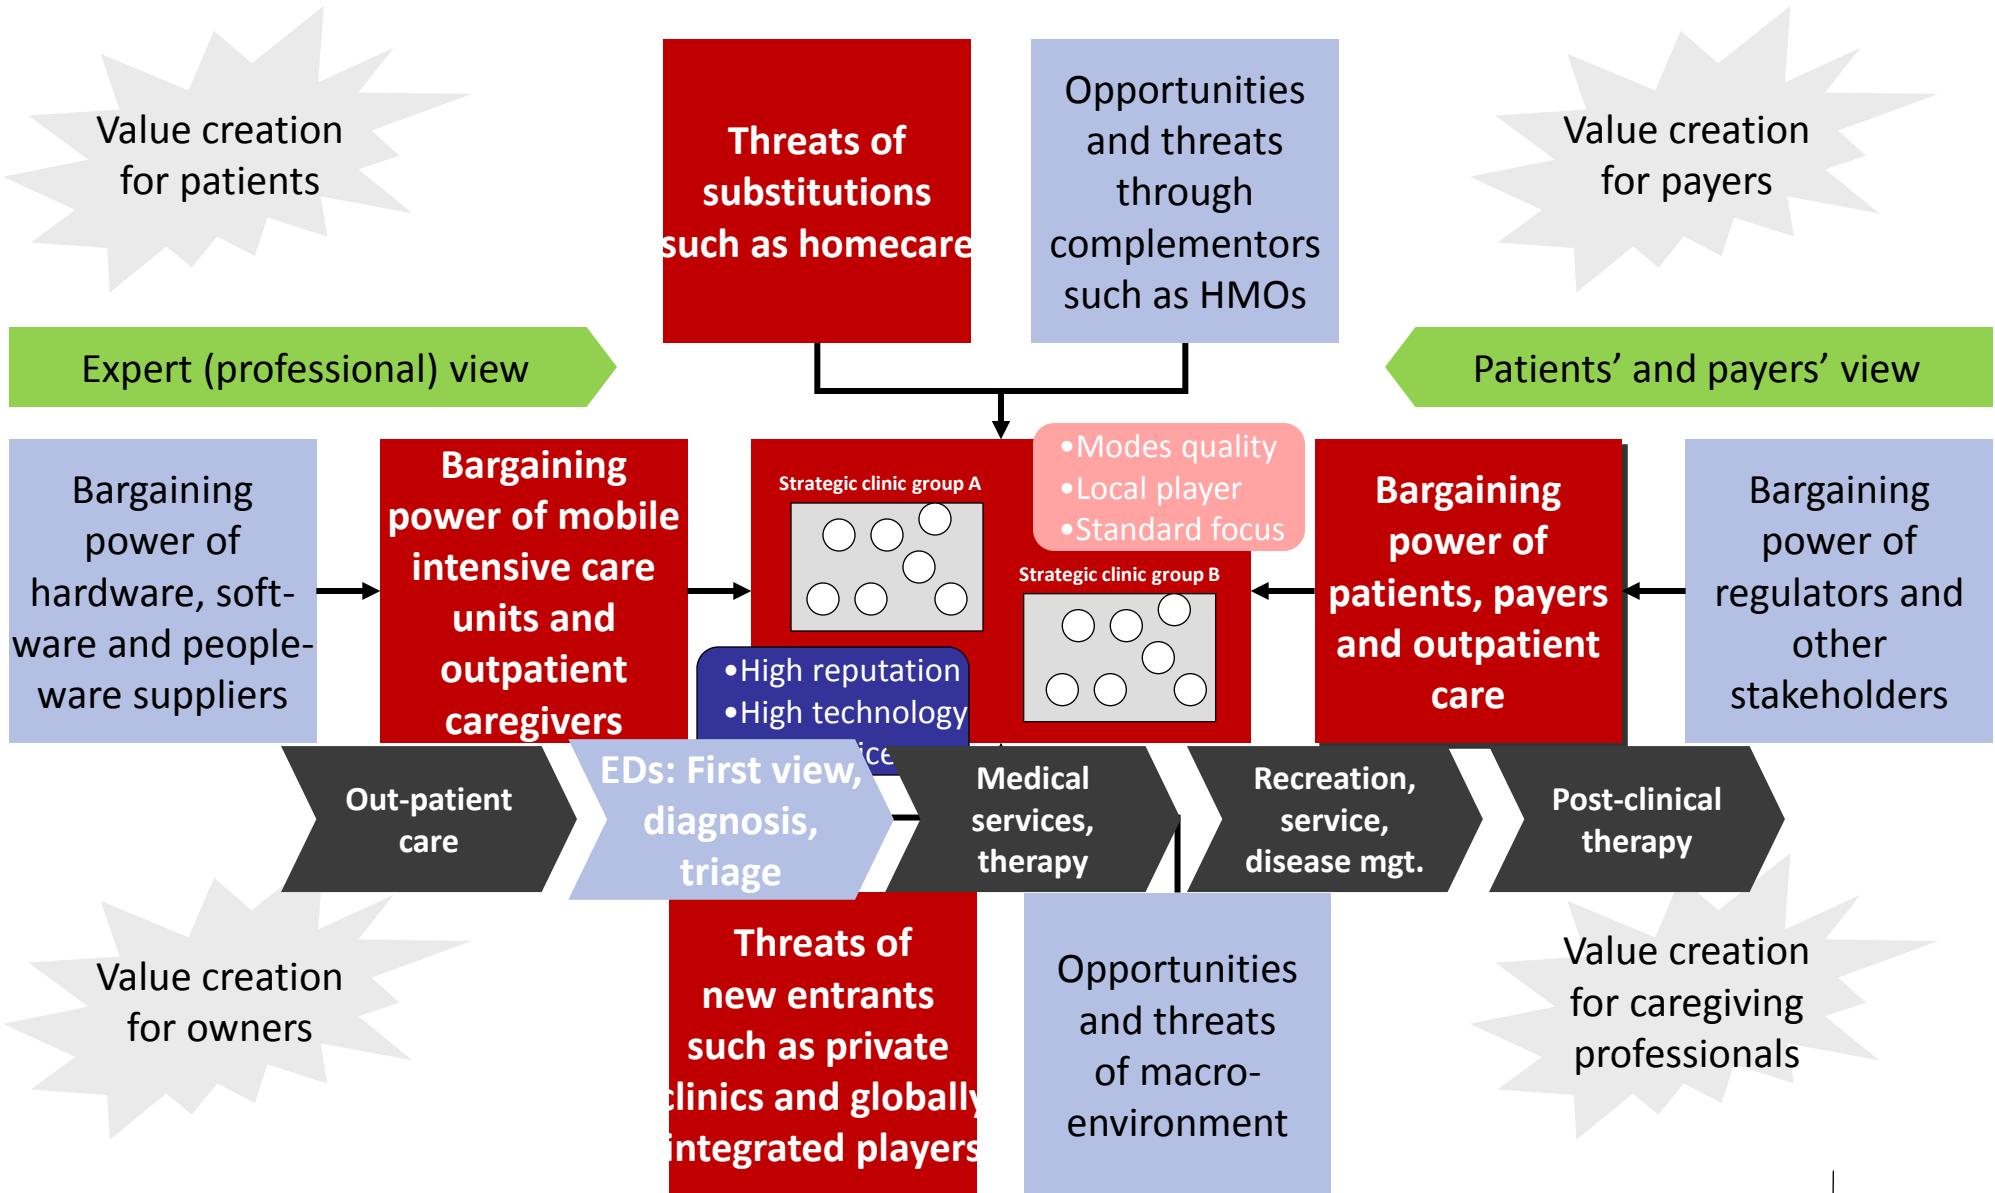 Value creation
for patients
Threats of
substitutions
such as homecare
Opportunities
and threats
through
complementors
such as HMOs
Value creation
for payers
Expert (professional) view
Patients’ and payers’ view
Bargaining
power of
hardware, soft-
ware and people-
ware suppliers
Bargaining
power of mobile
intensive care
units and
outpatient
caregivers
Strategic clinic group A
•Modes quality
•Local player
•Standard focus
Strategic clinic group B
•High reputation
•High technology
Bargaining
power of
patients, payers
and outpatient
care
Bargaining
power of
regulators and
other
stakeholders
Out-patient
care
EDs: First view,
diagnosis,
triage
Medical
services,
therapy
Recreation,
service,
disease mgt.
Post-clinical
therapy
Value creation
for owners
Threats of
new entrants
such as private
clinics and globally
integrated players
Opportunities
and threats
of macro-
environment
Value creation
for caregiving
professionals